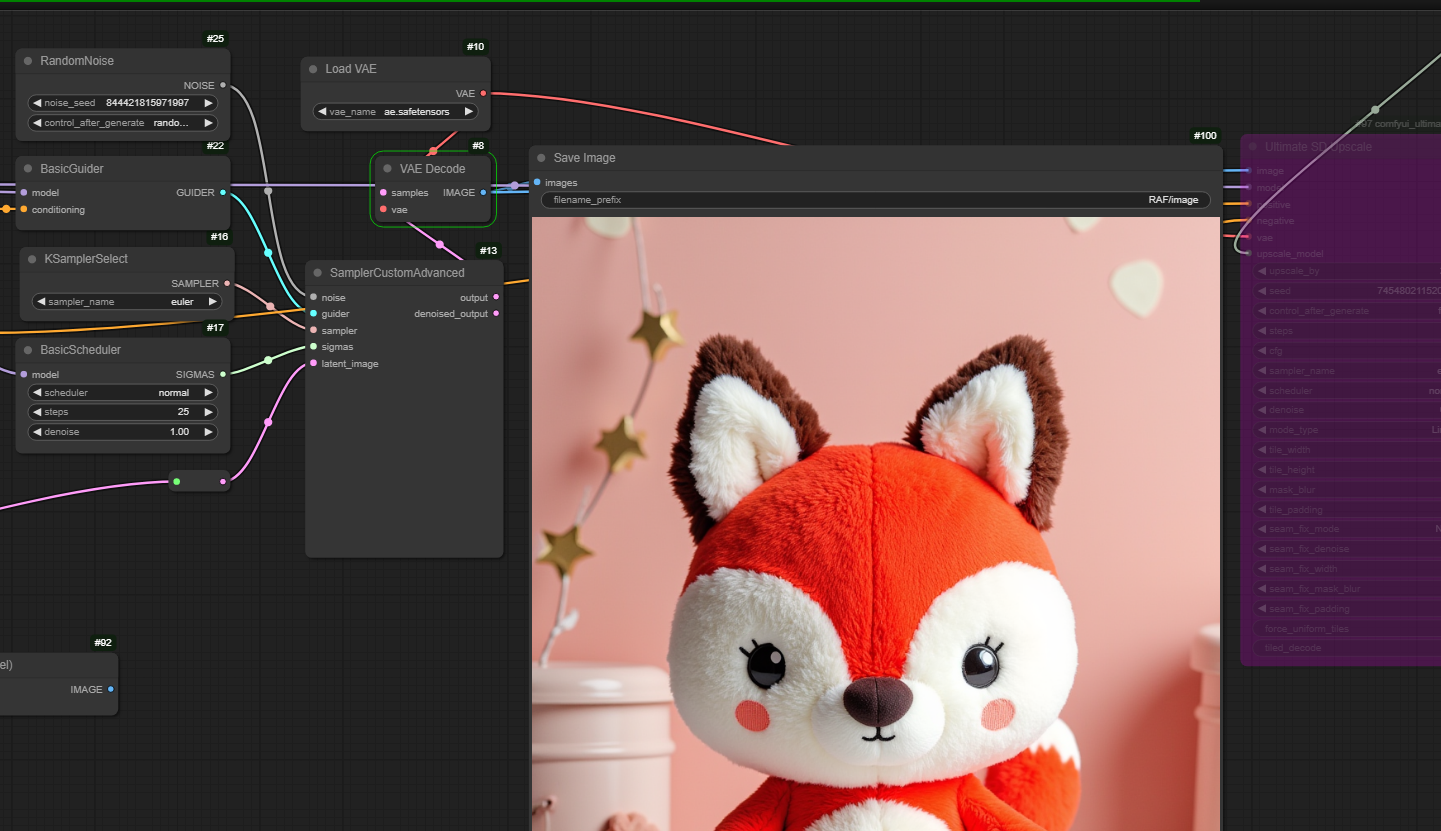 #25
RandomNoise
NOISE
noise_seed 844421815971997
control_after_generate rando...
#22
BasicGuider
model GUIDER
conditioning
#16
KSamplerSelect
SAMPLER
sampler_name euler
#17
BasicScheduler
model SIGMAS
scheduler normal
steps 25
denoise 1.00
#92
el)
IMAGE
#10
Load VAE
VAE
vae_name ae.safetensors
#8
VAE Decode
samples IMAGE
vae
#13
SamplerCustomAdvanced
noise output
guider denoised_output
sampler
sigmas
latent_image
#100
Save Image
images
filename_prefix RAF/image
Ultimate SD Upscale
image
positive
negative
vae
upscale_model
upscale_by
seed
control_after_generate
steps
cfg
sampler_name
scheduler
denoise
mode_type
tile_width
tile_height
mask_blur
tile_padding
seam_fix_mode
seam_fix_denoise
seam_fix_width
seam_fix_mask_blur
seam_fix_padding
force_uniform_tiles
tiled_decode